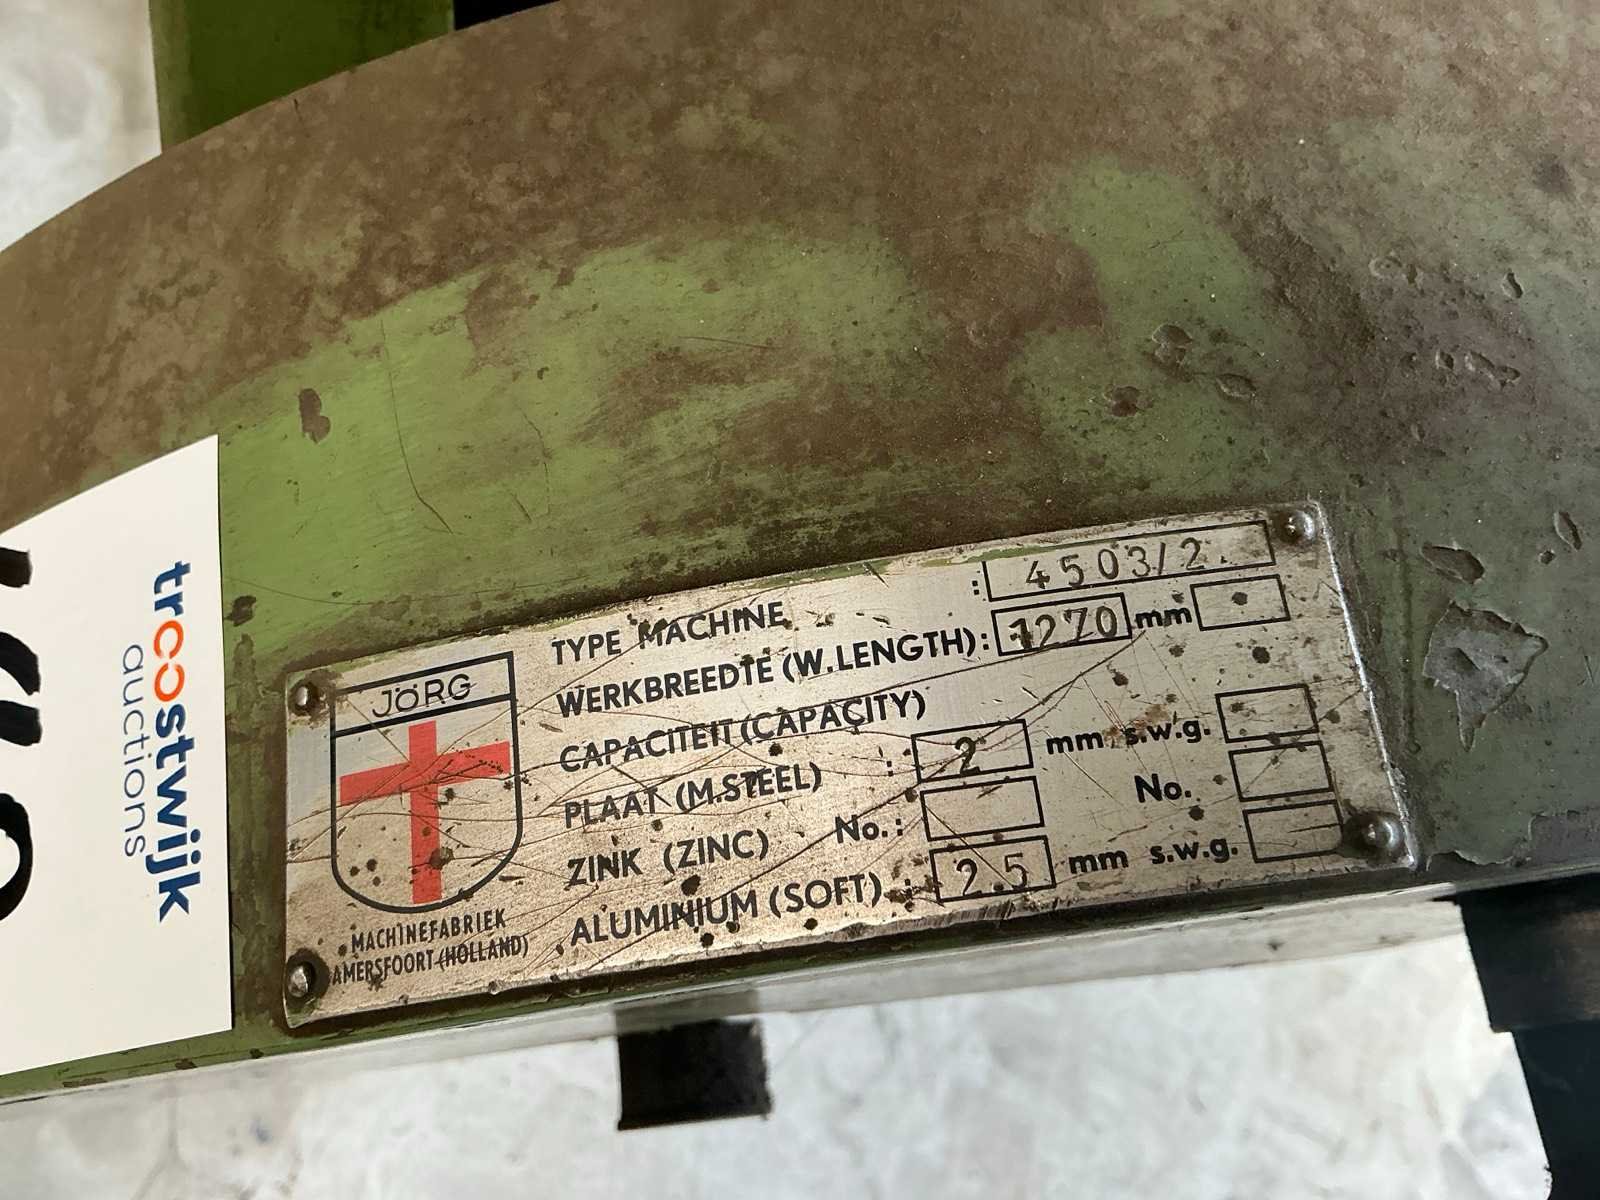 troostwijk
auctions
JÖRG
MACHINEFABRIEK
AMERSFOORT (HOLLAND)
TYPE MACHINE : 4503/2.
WERKBREEDTE (W.LENGTH): 1270 mm
CAPACITEIT (CAPACITY)
PLAAT (M.STEEL) : 2 mm s.w.g.
ZINK (ZINC) No.: No.
ALUMINIUM (SOFT) : 2.5 mm s.w.g.